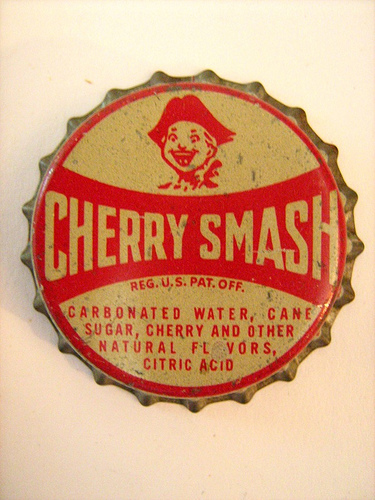 CHERRY SMASH
REG. U.S. PAT. OFF.
CARBONATED WATER, CANE
SUGAR, CHERRY AND OTHER
NATURAL FL VORS,
CITRIC ACID